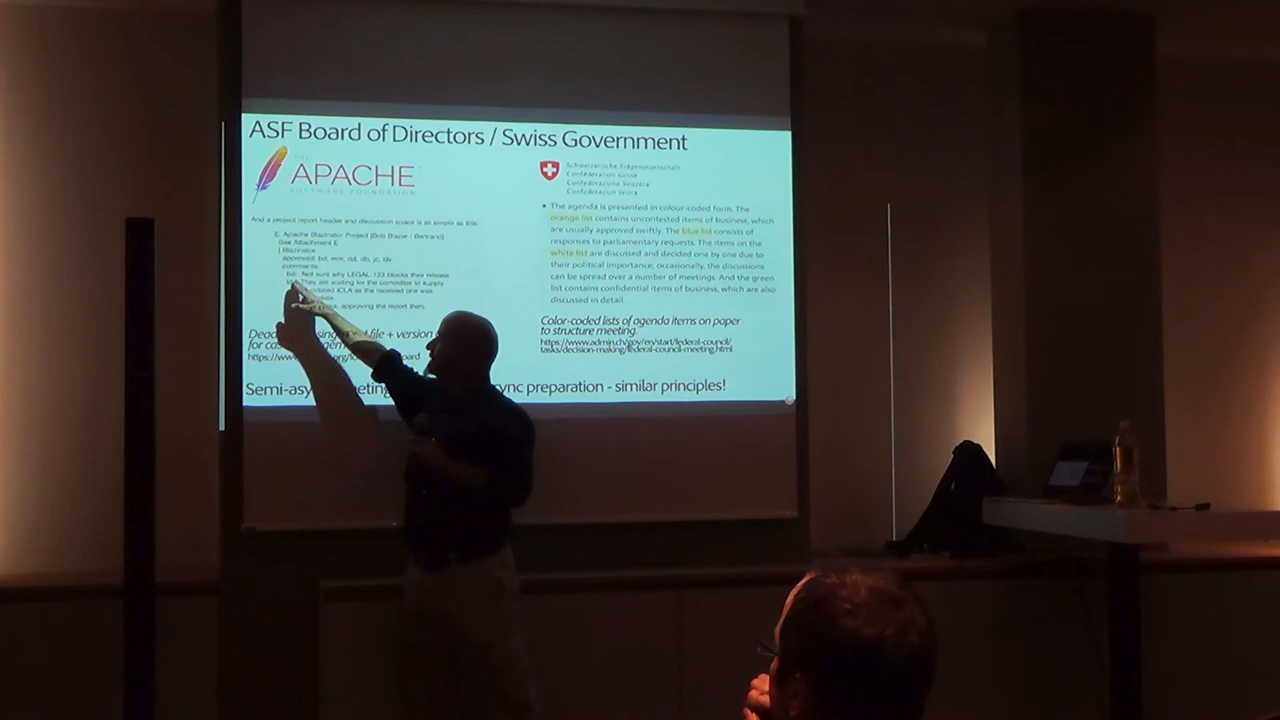 ASF Board of Directors / Swiss Government
THE
APACHE
SOFTWARE FOUNDATION
And a project report header and discussion space is as simple as this:
E. Apache Blazinator Project [Bob Blazer / Bertrand]
See Attachment E
[ Blazinator.
approved: bd, mm, dd, db, jc, idv
comments:
bd: Not sure why LEGAL-123 blocks their release
They are waiting for the committer to supply
updated iCLA as the received one was
approving the report then.
file + version
for
https://www.
Schweizerische Eidgenossenschaft
Confédération suisse
Confederazione Svizzera
Confederaziun svizra
• The agenda is presented in colour-coded form. The
orange list contains uncontested items of business, which
are usually approved swiftly. The blue list consists of
responses to parliamentary requests. The items on the
white list are discussed and decided one by one due to
their political importance; occasionally, the discussions
can be spread over a number of meetings. And the green
list contains confidential items of business, which are also
discussed in detail.
Color-coded lists of agenda items on paper
to structure meeting.
https://www.admin.ch/gov/en/start/federal-council/
tasks/decision-making/federal-council-meeting.html
preparation - similar principles!